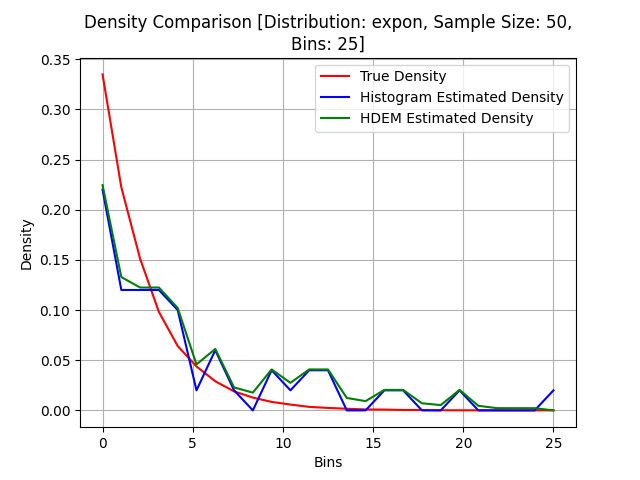 Density Comparison [Distribution: expon, Sample Size: 50,
Bins: 25]
0.35
0.30
0.25
0.20
0.15
0.10
0.05
0.00
Density
True Density
Histogram Estimated Density
HDEM Estimated Density
0
5
10
15
20
25
Bins